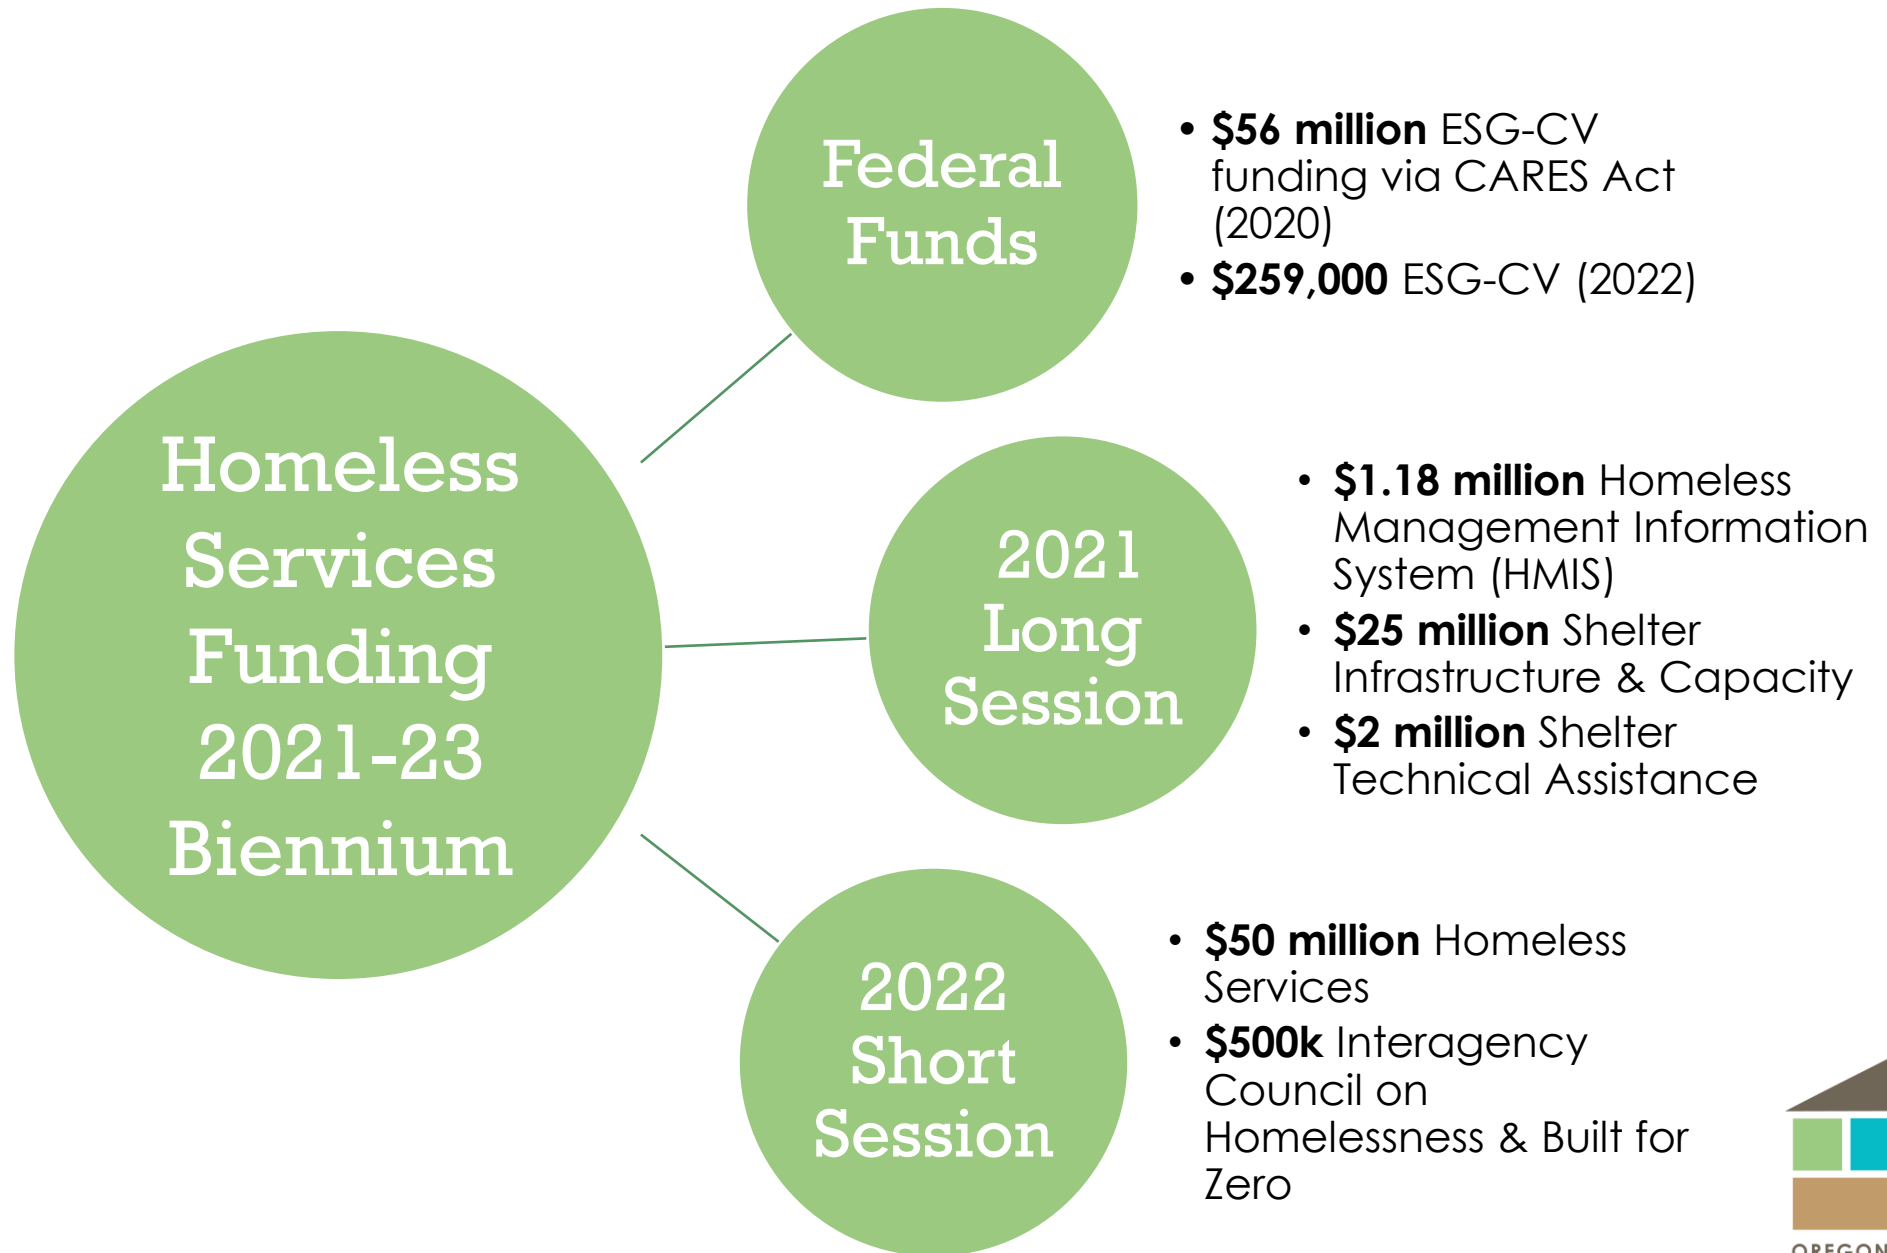 Homeless
Services
Funding
2021-23
Biennium
Federal
Funds
• $56 million ESG-CV
funding via CARES Act
(2020)
• $259,000 ESG-CV (2022)
2021
Long
Session
• $1.18 million Homeless
Management Information
System (HMIS)
• $25 million Shelter
Infrastructure & Capacity
• $2 million Shelter
Technical Assistance
2022
Short
Session
• $50 million Homeless
Services
• $500k Interagency
Council on
Homelessness & Built for
Zero
OREGON